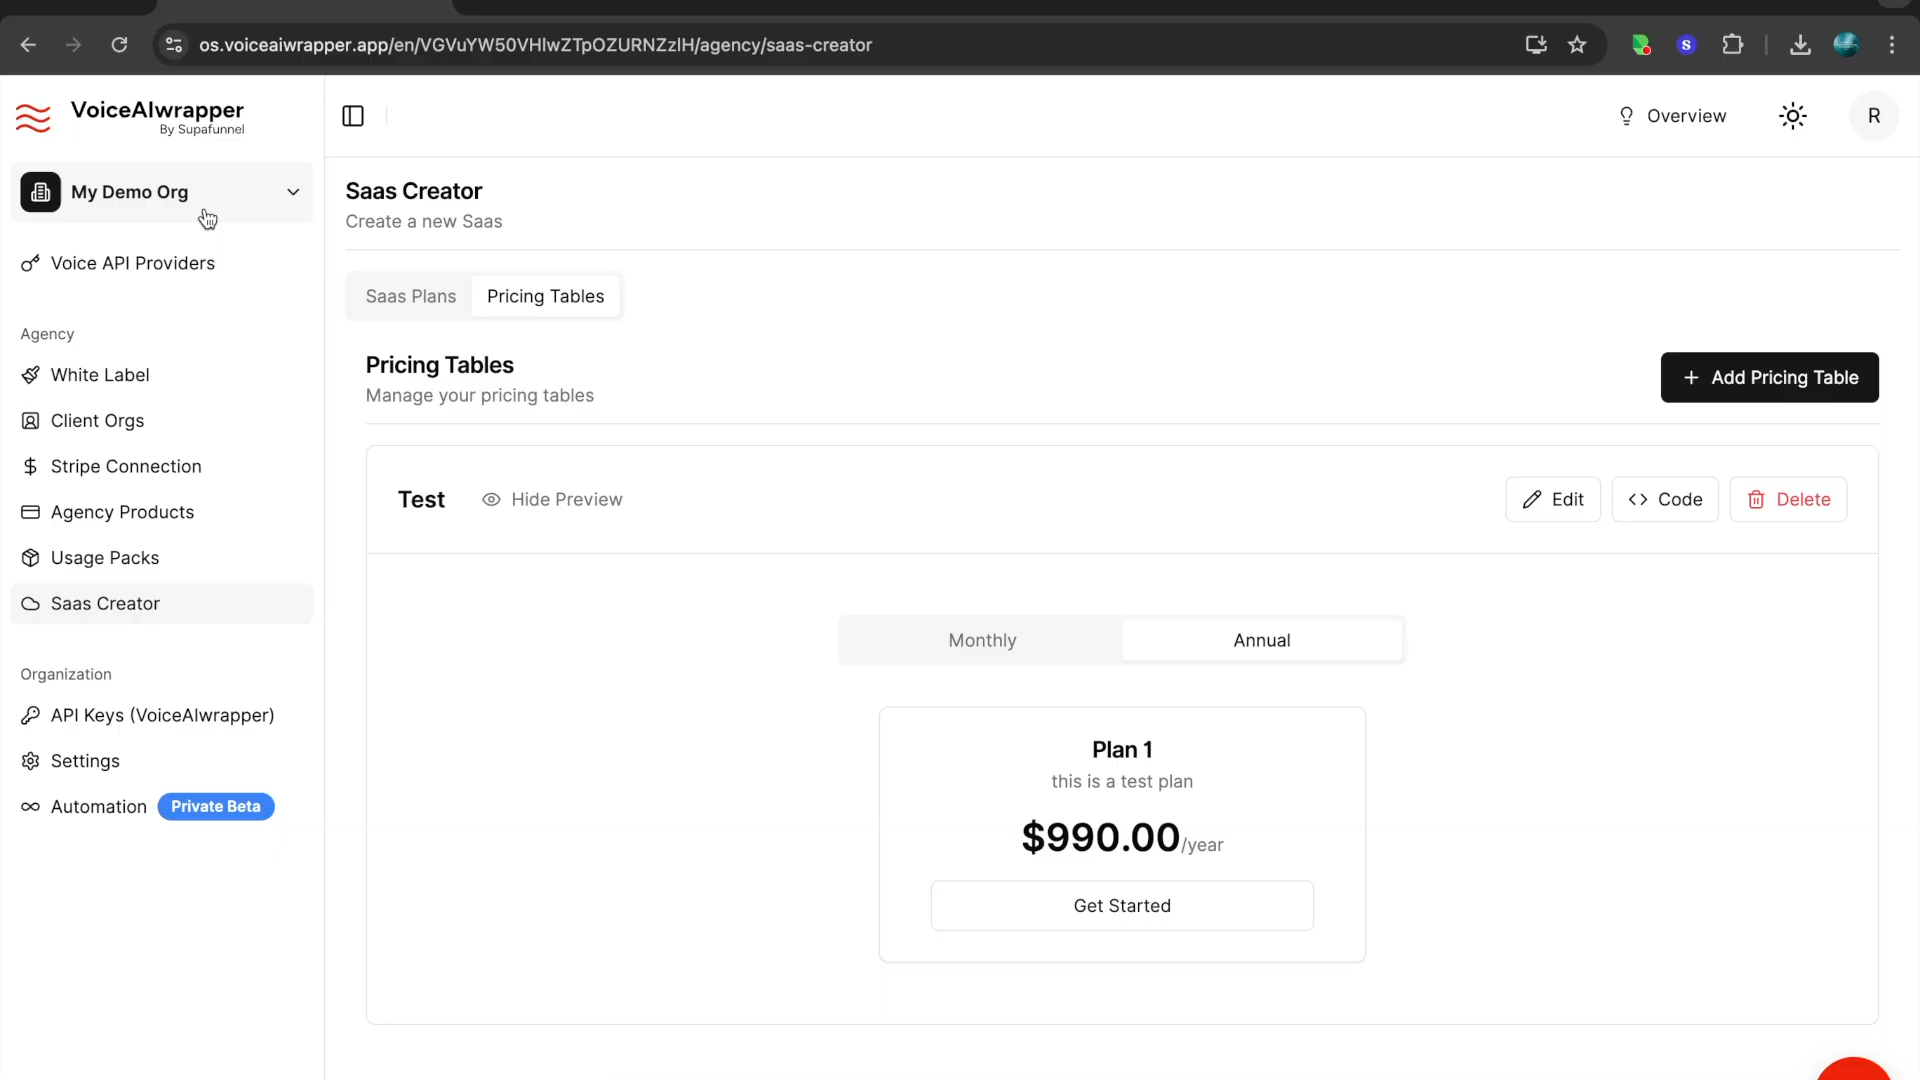 os.voiceaiwrapper.app/en/VGVuYW50VHlwZTpOZURNZzlH/agency/saas-creator
S
VoiceAIwrapper
By Supafunnel
Overview
R
My Demo Org
Voice API Providers
Agency
White Label
Client Orgs
Stripe Connection
Agency Products
Usage Packs
Saas Creator
Organization
API Keys (VoiceAIwrapper)
Settings
Automation Private Beta
Saas Creator
Create a new Saas
Saas Plans Pricing Tables
Pricing Tables
Manage your pricing tables
+ Add Pricing Table
Test Hide Preview Edit <> Code Delete
Monthly Annual
Plan 1
this is a test plan
$990.00/year
Get Started